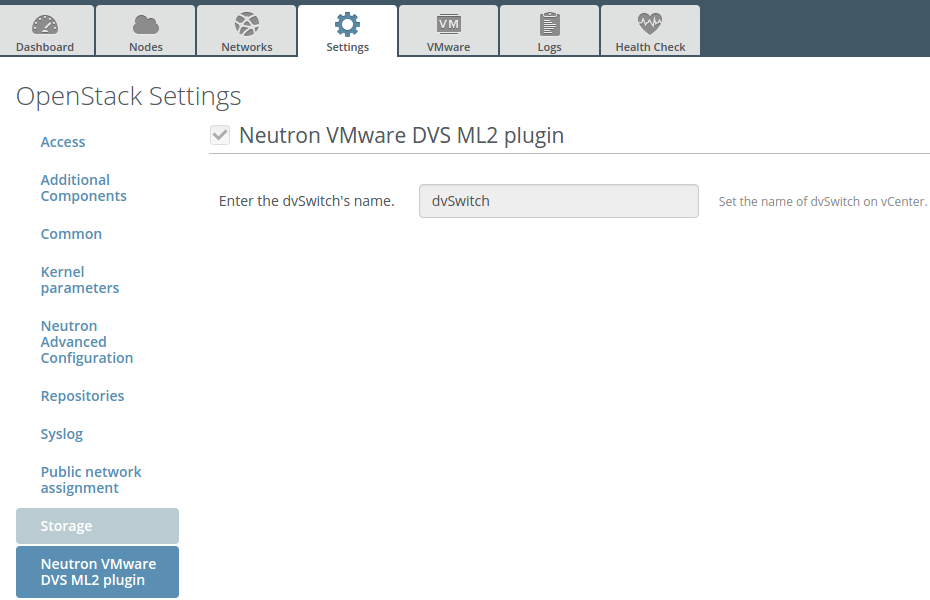 Dashboard
Nodes
Networks
Settings
VM
VMware
Logs
Health Check
OpenStack Settings
Access
Additional
Components
Common
Kernel
parameters
Neutron
Advanced
Configuration
Repositories
Syslog
Public network
assignment
Storage
Neutron VMware
DVS ML2 plugin
Neutron VMware DVS ML2 plugin
Enter the dvSwitch's name.
dvSwitch
Set the name of dvSwitch on vCenter.